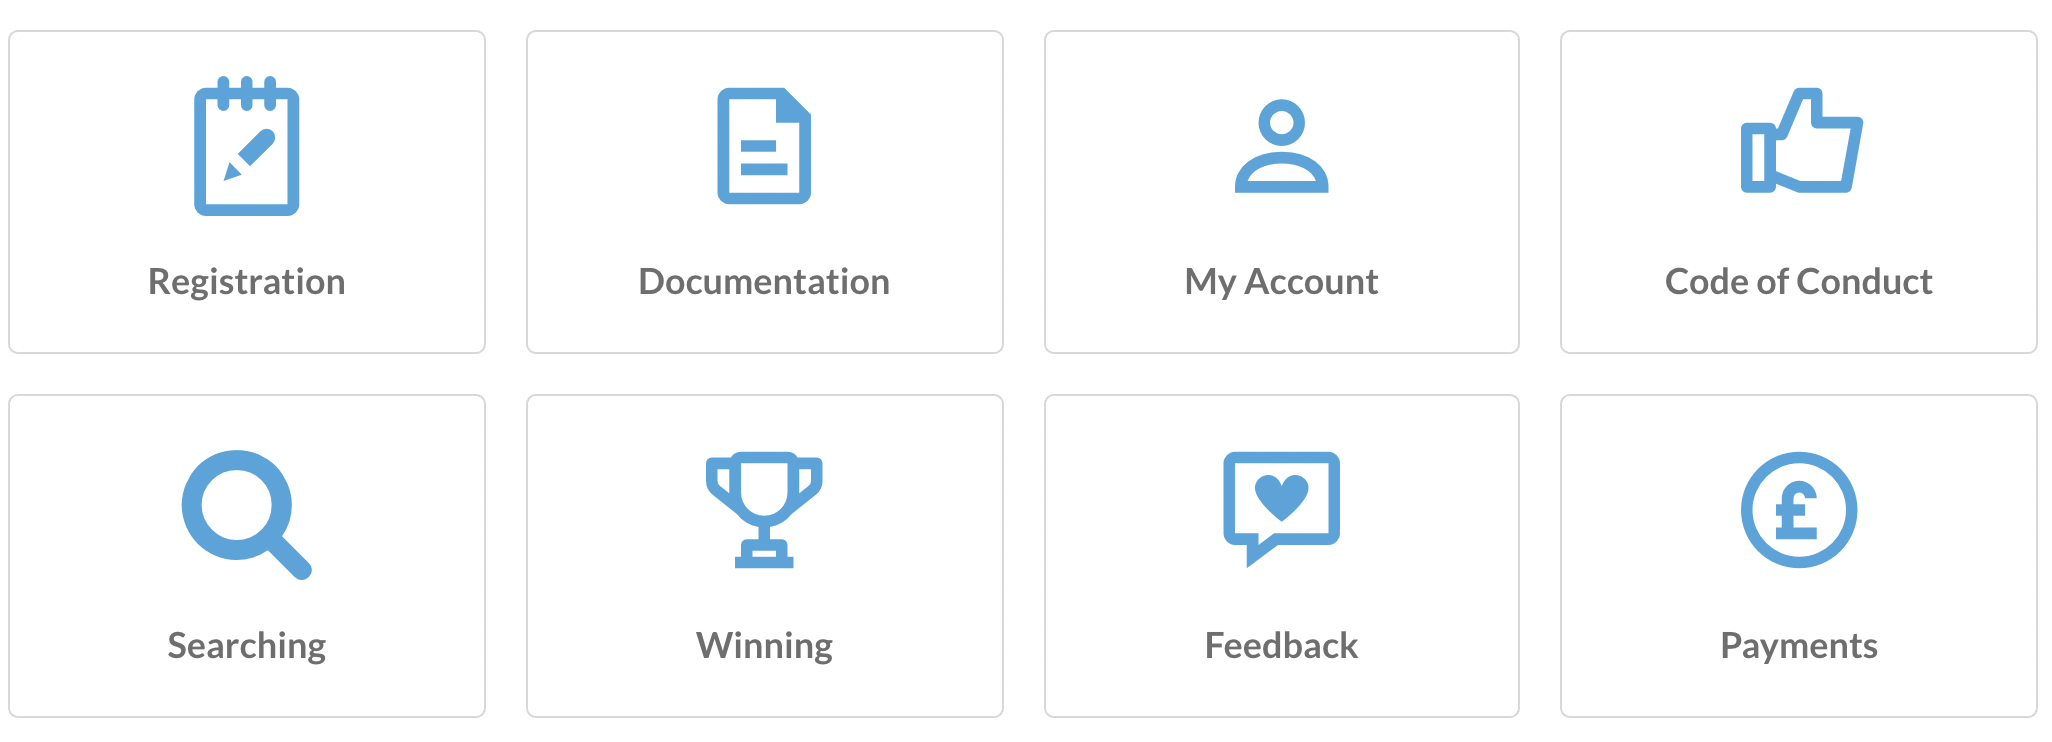 Registration
Documentation
My Account
Code of Conduct
Searching
Winning
Feedback
£
Payments